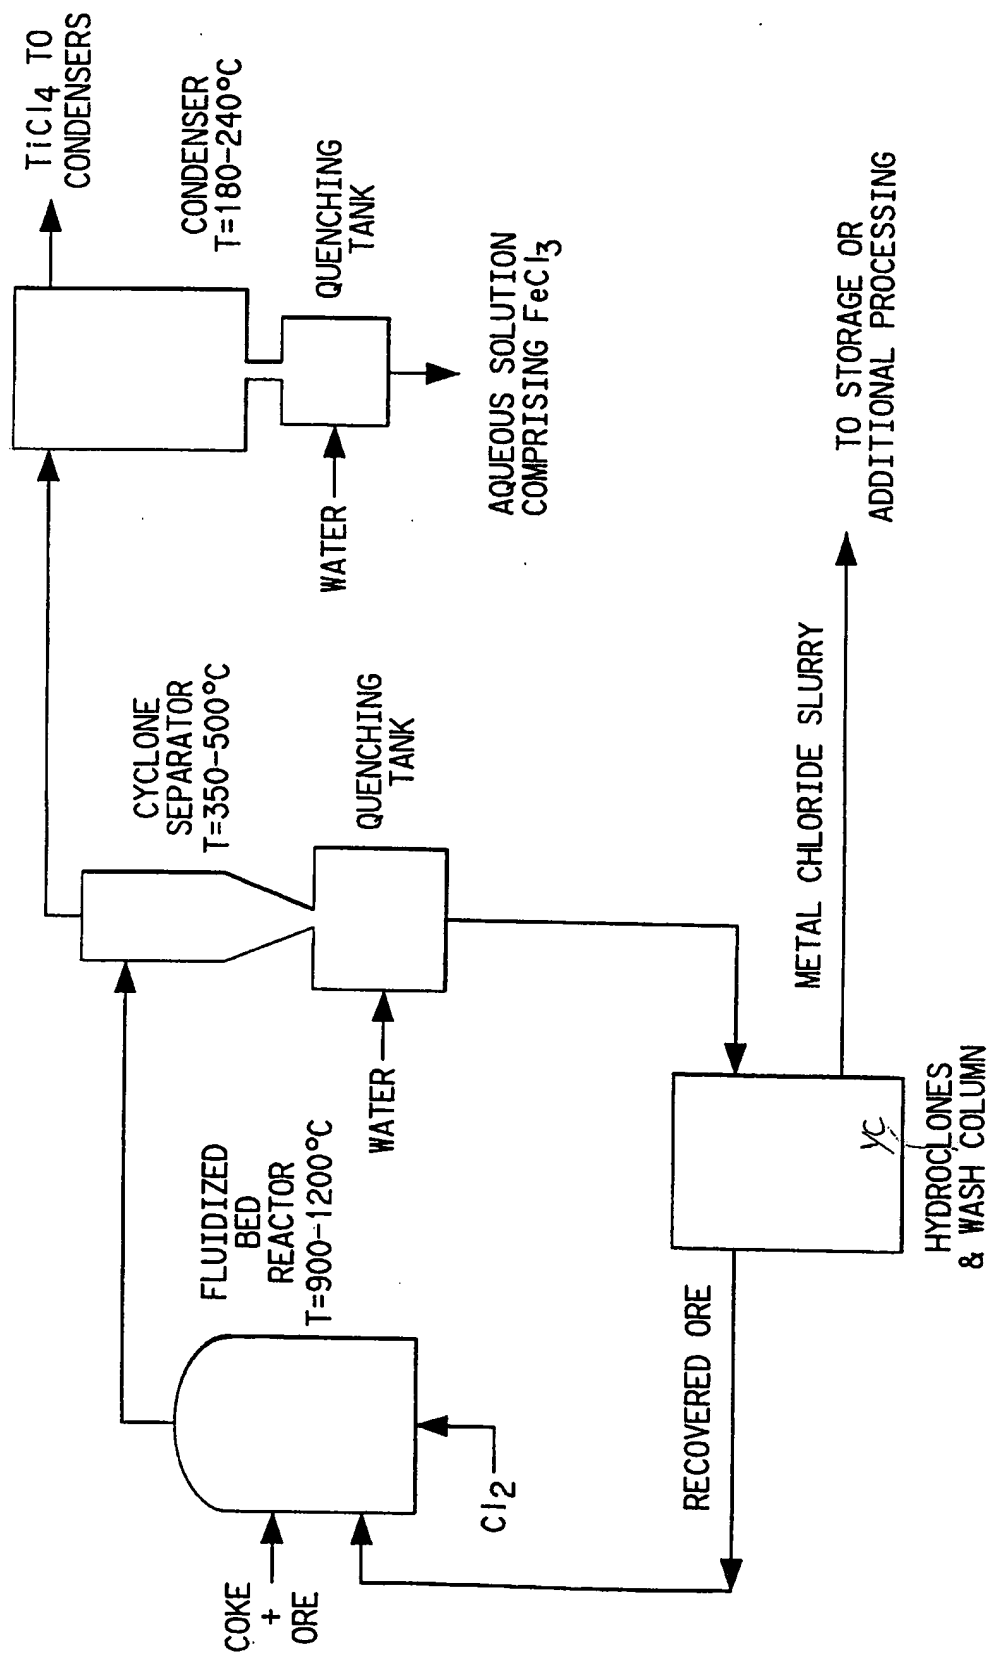 TiCl4 TO
CONDENSERS
CONDENSER
T=180-240°C
QUENCHING
TANK
WATER
AQUEOUS SOLUTION
COMPRISING FeCl3
CYCLONE
SEPARATOR
T=350-500°C
QUENCHING
TANK
WATER
FLUIDIZED
BED
REACTOR
T=900-1200°C
COKE
+
ORE
Cl2
RECOVERED ORE
METAL CHLORIDE SLURRY
TO STORAGE OR
ADDITIONAL PROCESSING
HYDROCLONES
& WASH COLUMN
yc